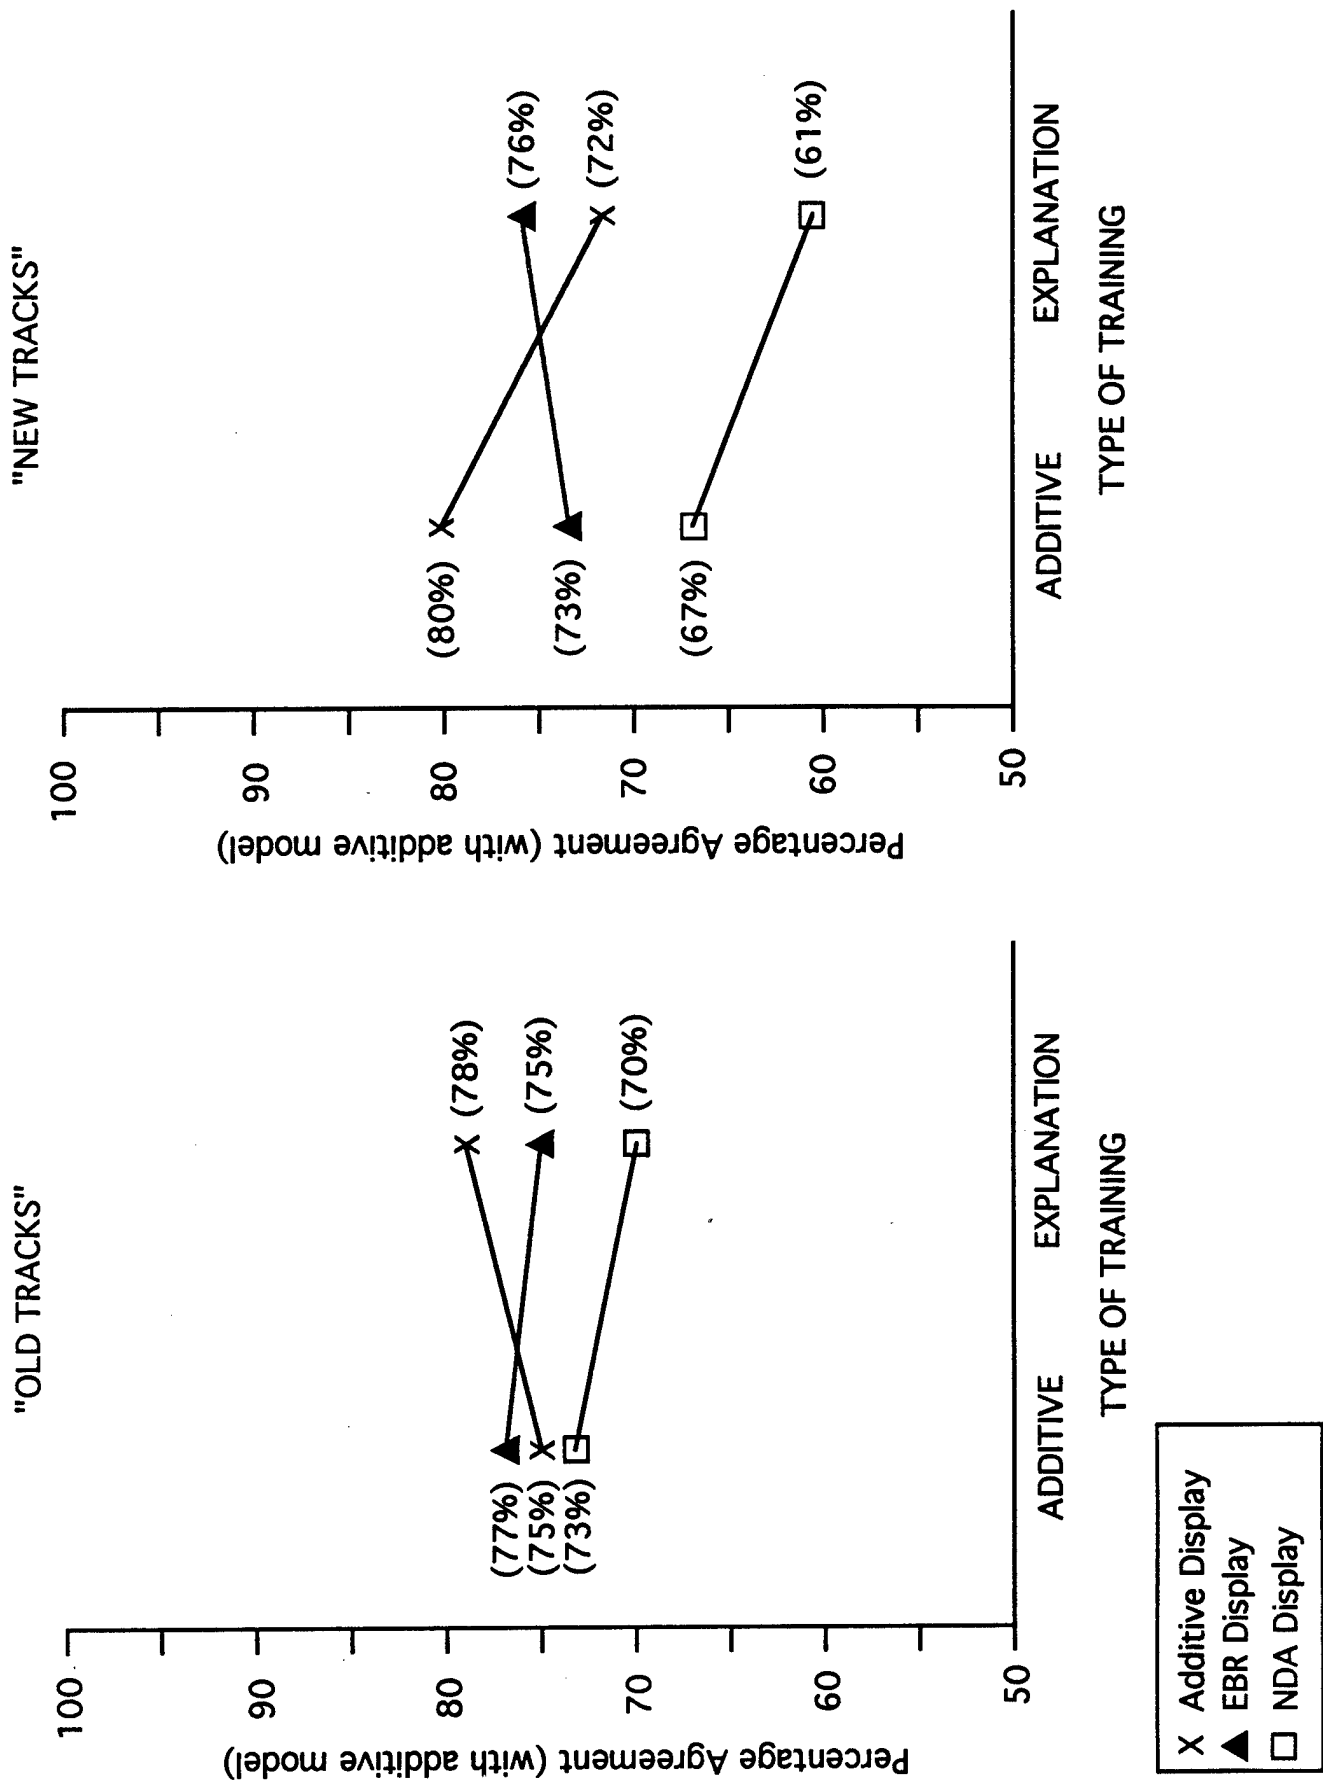 "OLD TRACKS"
100
90
80
70
60
50
Percentage Agreement (with additive model)
(77%)
(75%)
(73%)
(78%)
(75%)
(70%)
ADDITIVE
EXPLANATION
TYPE OF TRAINING
"NEW TRACKS"
100
90
80
70
60
50
Percentage Agreement (with additive model)
(80%)
(73%)
(67%)
(76%)
(72%)
(61%)
ADDITIVE
EXPLANATION
TYPE OF TRAINING
X Additive Display
EBR Display
NDA Display